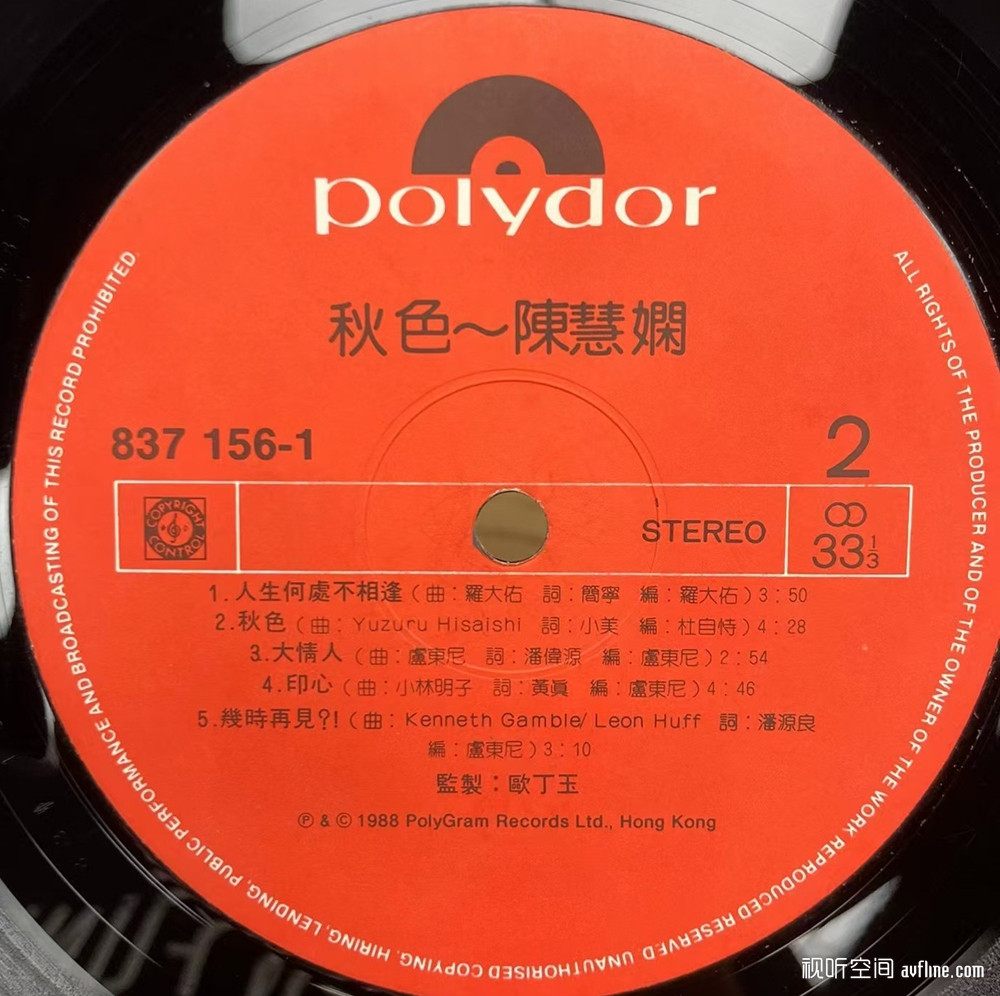 polydor
秋色～陳慧嫻
837 156-1
2
COPYRIGHT CONTROL
STEREO
33 1/3
1.人生何處不相逢（曲：羅大佑 詞：簡寧 編：羅大佑）3：50
2.秋色（曲：Yuzuru Hisaishi 詞：小美 編：杜自恃）4：28
3.大情人（曲：盧東尼 詞：潘偉源 編：盧東尼）2：54
4.印心（曲：小林明子 詞：黃眞 編：盧東尼）4：46
5.幾時再見?!（曲：Kenneth Gamble/Leon Huff 詞：潘源良
編：盧東尼）3：10
監製：歐丁玉
℗ & © 1988 PolyGram Records Ltd., Hong Kong
ALL RIGHTS OF THE PRODUCER AND OF THE OWNER OF THE WORK REPRODUCED RESERVED. UNAUTHORISED COPYING, HIRING, LENDING, PUBLIC PERFORMANCE AND BROADCASTING OF THIS RECORD PROHIBITED.
视听空间 avfline.com